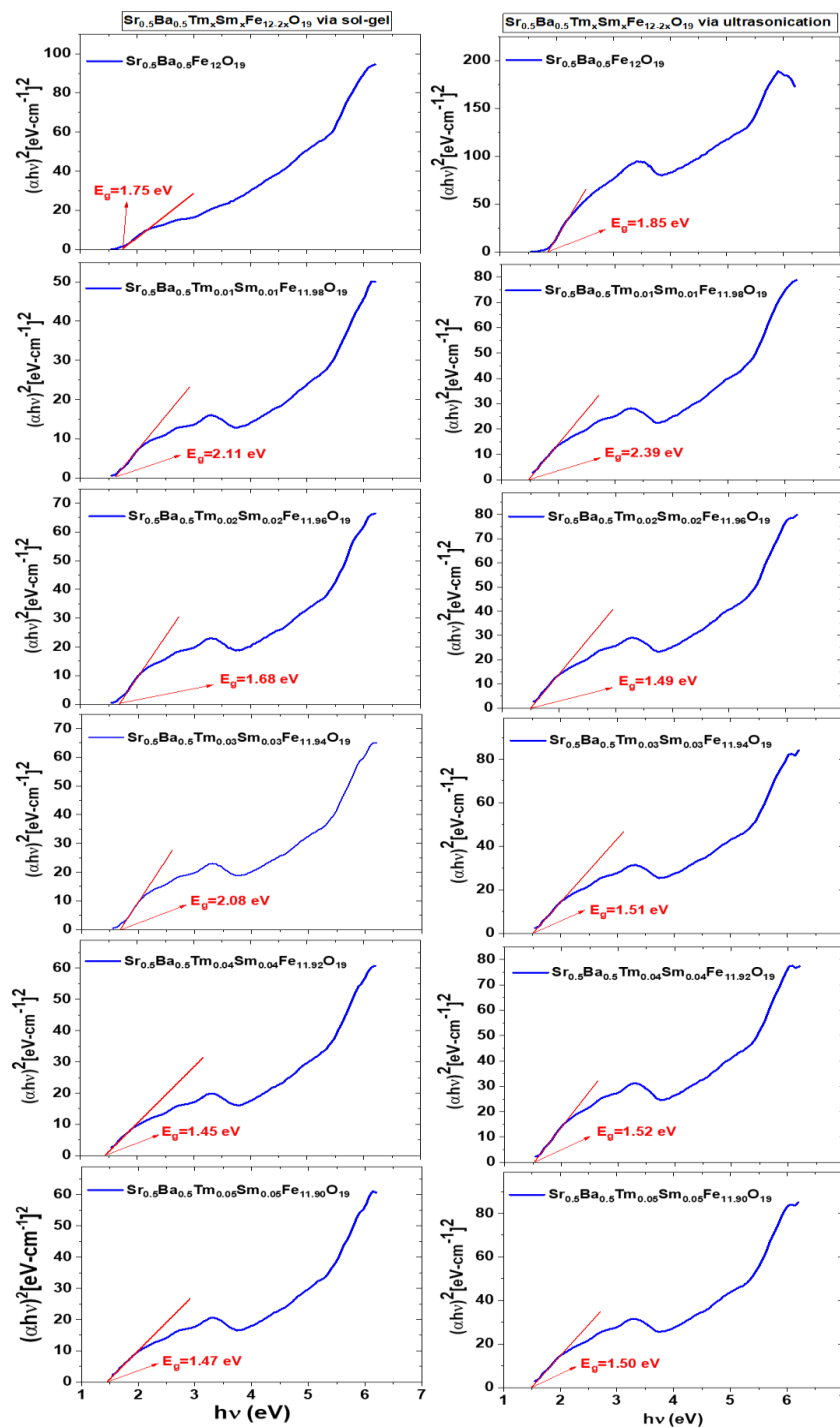 Sr0.5Ba0.5TmxSmxFe12-2xO19 via sol-gel
Sr0.5Ba0.5Fe12O19
(αhν)2[eV-cm-1]2
100
80
60
40
20
0
Eg=1.75 eV
Sr0.5Ba0.5Tm0.01Sm0.01Fe11.98O19
(αhν)2[eV-cm-1]2
50
40
30
20
10
0
Eg=2.11 eV
Sr0.5Ba0.5Tm0.02Sm0.02Fe11.96O19
(αhν)2[eV-cm-1]2
70
60
50
40
30
20
10
0
Eg=1.68 eV
Sr0.5Ba0.5Tm0.03Sm0.03Fe11.94O19
(αhν)2[eV-cm-1]2
70
60
50
40
30
20
10
0
Eg=2.08 eV
Sr0.5Ba0.5Tm0.04Sm0.04Fe11.92O19
(αhν)2[eV-cm-1]2
60
50
40
30
20
10
0
Eg=1.45 eV
Sr0.5Ba0.5Tm0.05Sm0.05Fe11.90O19
(αhν)2[eV-cm-1]2
60
50
40
30
20
10
0
Eg=1.47 eV
1 2 3 4 5 6 7
hν (eV)
Sr0.5Ba0.5TmxSmxFe12-2xO19 via ultrasonication
Sr0.5Ba0.5Fe12O19
(αhν)2[eV-cm-1]2
200
150
100
50
0
Eg=1.85 eV
Sr0.5Ba0.5Tm0.01Sm0.01Fe11.98O19
(αhν)2[eV-cm-1]2
80
70
60
50
40
30
20
10
0
Eg=2.39 eV
Sr0.5Ba0.5Tm0.02Sm0.02Fe11.96O19
(αhν)2[eV-cm-1]2
80
70
60
50
40
30
20
10
0
Eg=1.49 eV
Sr0.5Ba0.5Tm0.03Sm0.03Fe11.94O19
(αhν)2[eV-cm-1]2
80
60
40
20
0
Eg=1.51 eV
Sr0.5Ba0.5Tm0.04Sm0.04Fe11.92O19
(αhν)2[eV-cm-1]2
80
70
60
50
40
30
20
10
0
Eg=1.52 eV
Sr0.5Ba0.5Tm0.05Sm0.05Fe11.90O19
(αhν)2[eV-cm-1]2
80
60
40
20
0
Eg=1.50 eV
1 2 3 4 5 6
hν (eV)